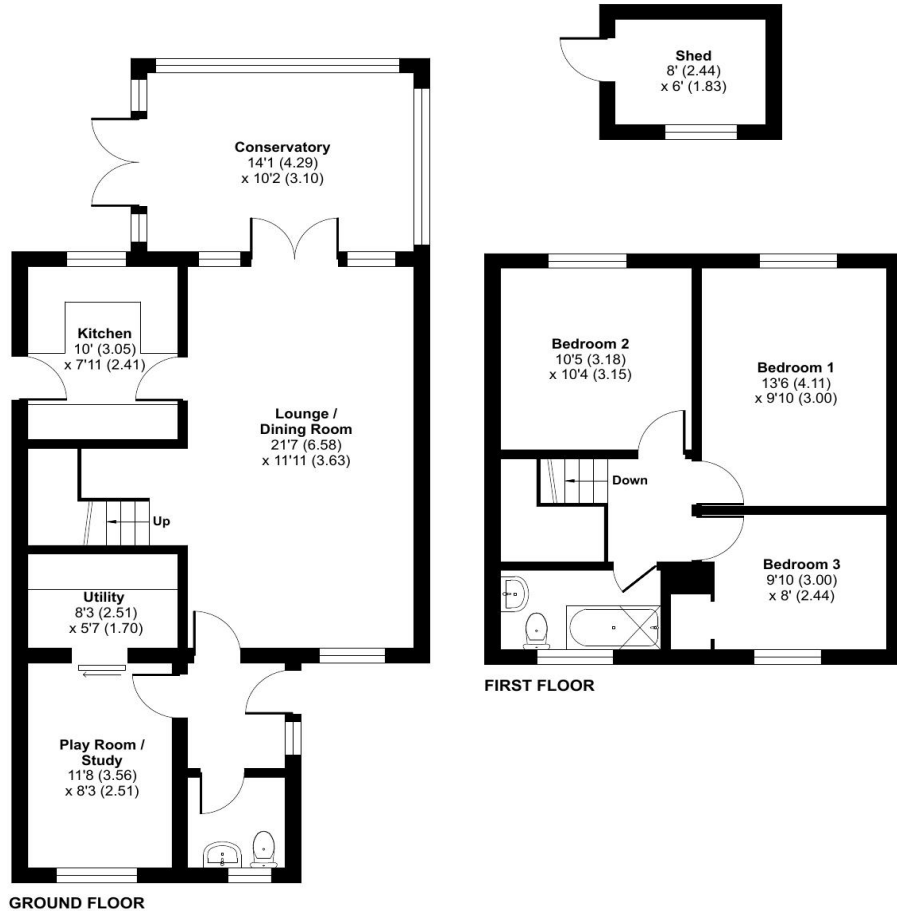 Shed
8' (2.44)
x 6' (1.83)
Conservatory
14'1 (4.29)
x 10'2 (3.10)
Kitchen
10' (3.05)
x 7'11 (2.41)
Lounge /
Dining Room
21'7 (6.58)
x 11'11 (3.63)
Up
Utility
8'3 (2.51)
x 5'7 (1.70)
Play Room /
Study
11'8 (3.56)
x 8'3 (2.51)
GROUND FLOOR
Bedroom 2
10'5 (3.18)
x 10'4 (3.15)
Bedroom 1
13'6 (4.11)
x 9'10 (3.00)
Down
Bedroom 3
9'10 (3.00)
x 8' (2.44)
FIRST FLOOR